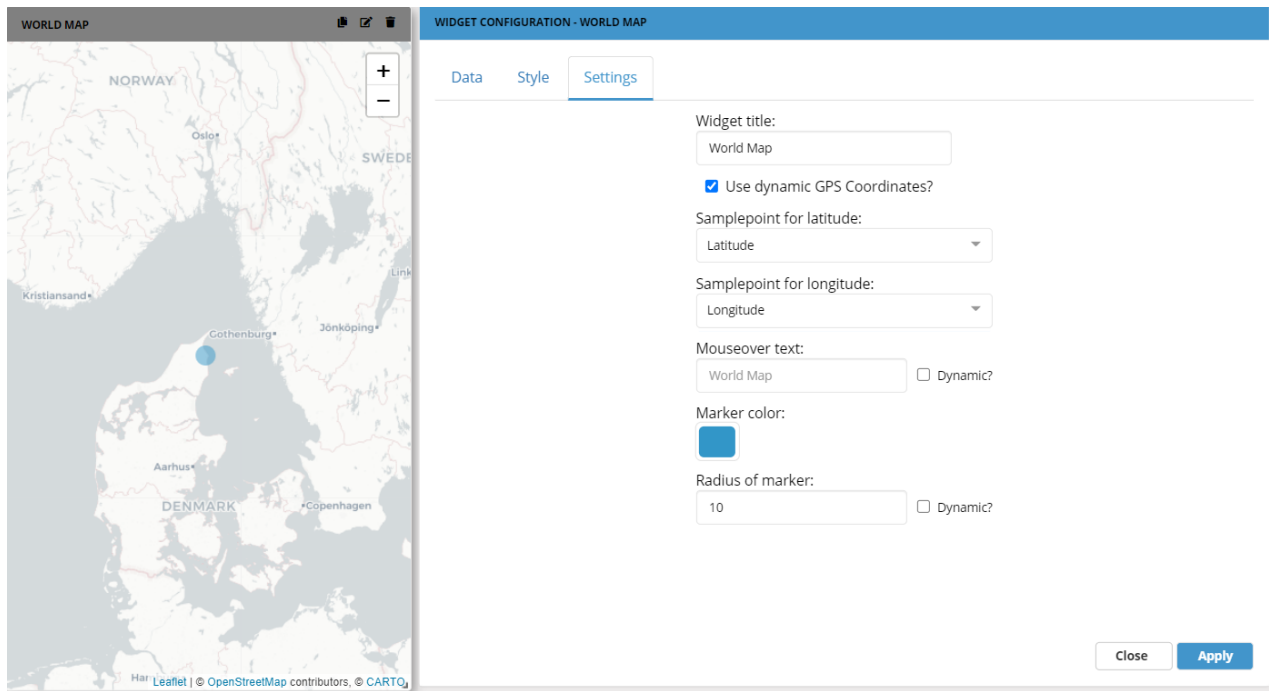 WORLD MAP
+
−
NORWAY
Oslo
SWEDE
Link
Kristiansand
Gothenburg
Jönköping
Aarhus
DENMARK
Copenhagen
Har
Leaflet | © OpenStreetMap contributors, © CARTO
WIDGET CONFIGURATION - WORLD MAP
Data Style Settings
Widget title:
World Map
Use dynamic GPS Coordinates?
Samplepoint for latitude:
Latitude
Samplepoint for longitude:
Longitude
Mouseover text:
World Map Dynamic?
Marker color:
Radius of marker:
10 Dynamic?
Close Apply